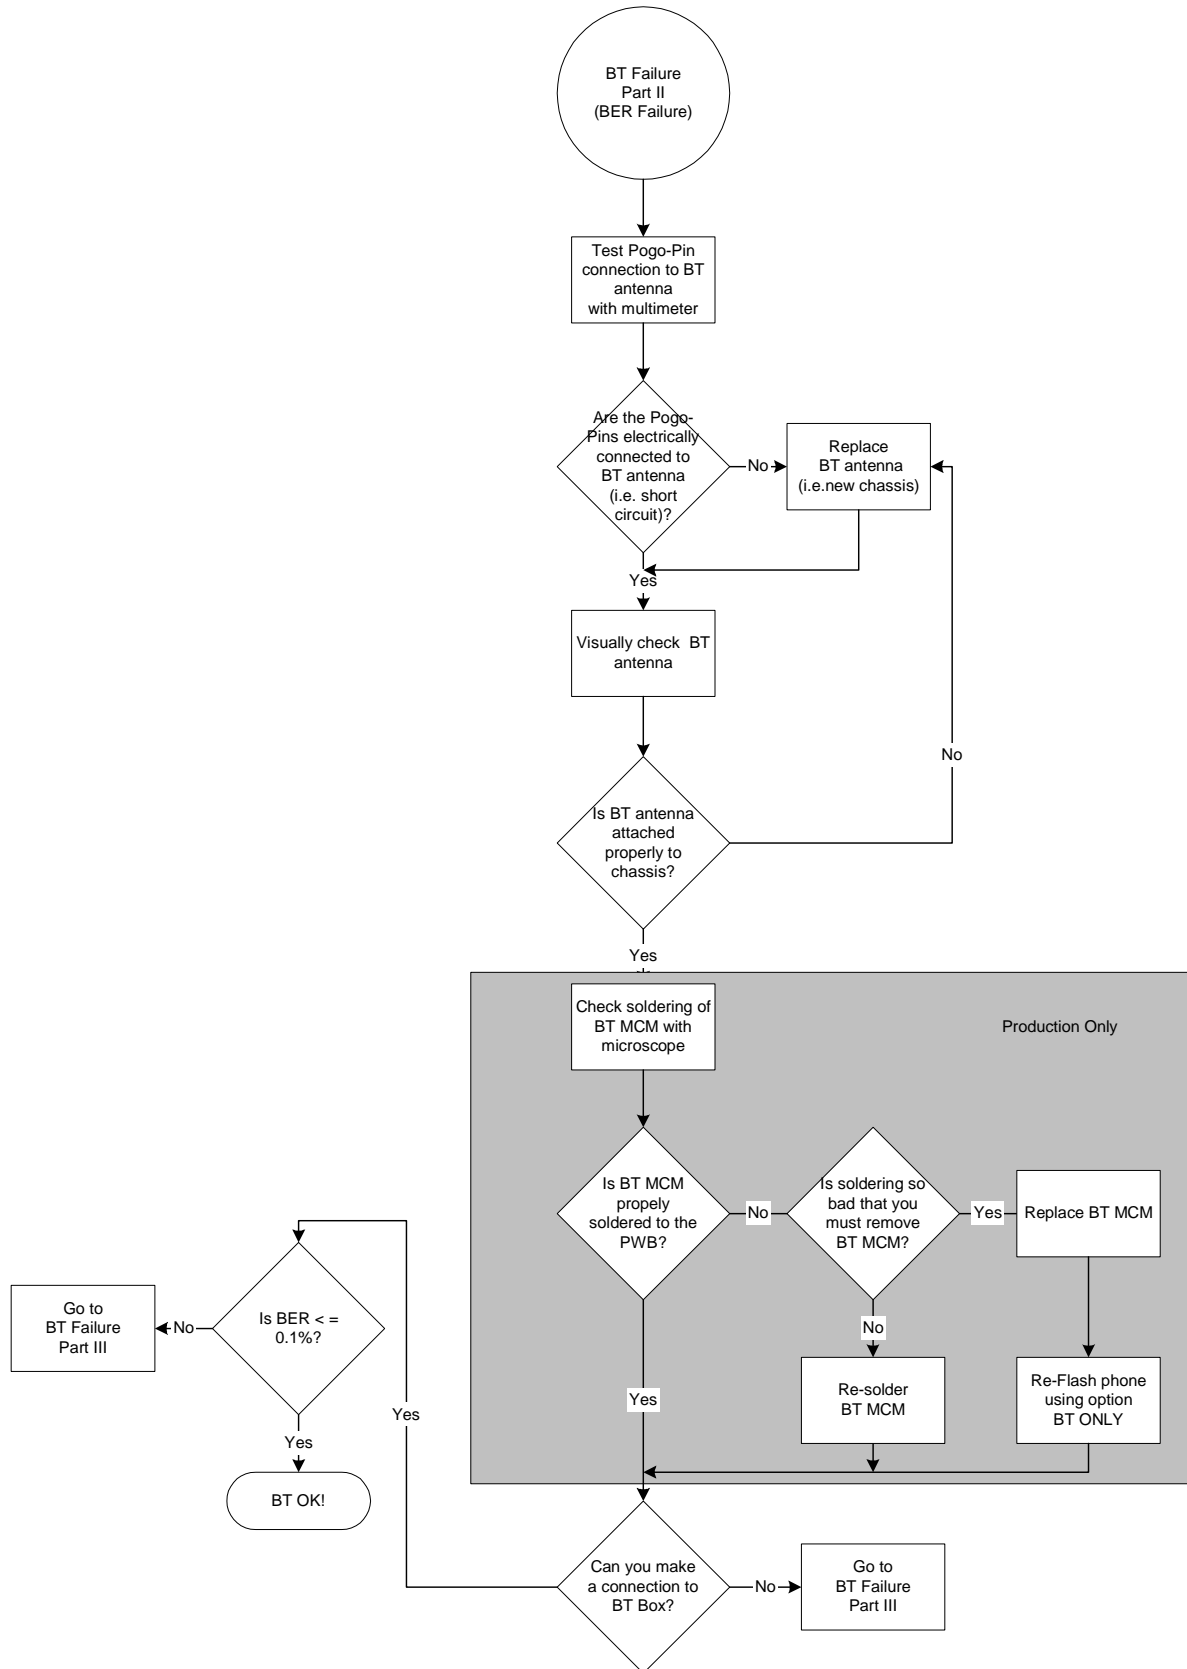 BT Failure
Part II
(BER Failure)
Test Pogo-Pin
connection to BT
antenna
with multimeter
Are the Pogo-
Pins electrically
connected to
BT antenna
(i.e. short
circuit)?
No
Replace
BT antenna
(i.e.new chassis)
Yes
Visually check BT
antenna
No
Is BT antenna
attached
properly to
chassis?
Yes
Check soldering of
BT MCM with
microscope
Production Only
Is BT MCM
propely
soldered to the
PWB?
No
Is soldering so
bad that you
must remove
BT MCM?
Yes
Replace BT MCM
No
Yes
Re-solder
BT MCM
Re-Flash phone
using option
BT ONLY
Go to
BT Failure
Part III
No
Is BER < =
0.1%?
Yes
Yes
BT OK!
Can you make
a connection to
BT Box?
No
Go to
BT Failure
Part III